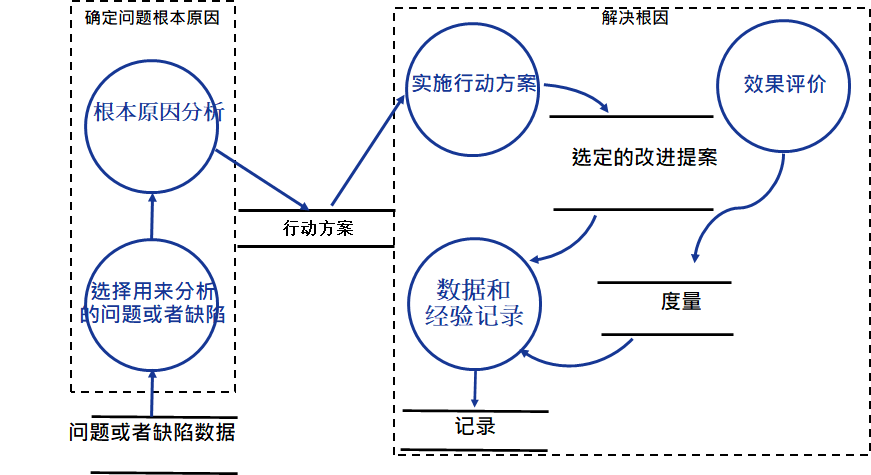 确定问题根本原因
根本原因分析
选择用来分析
的问题或者缺陷
问题或者缺陷数据
行动方案
解决根因
实施行动方案
效果评价
选定的改进提案
数据和
经验记录
度量
记录